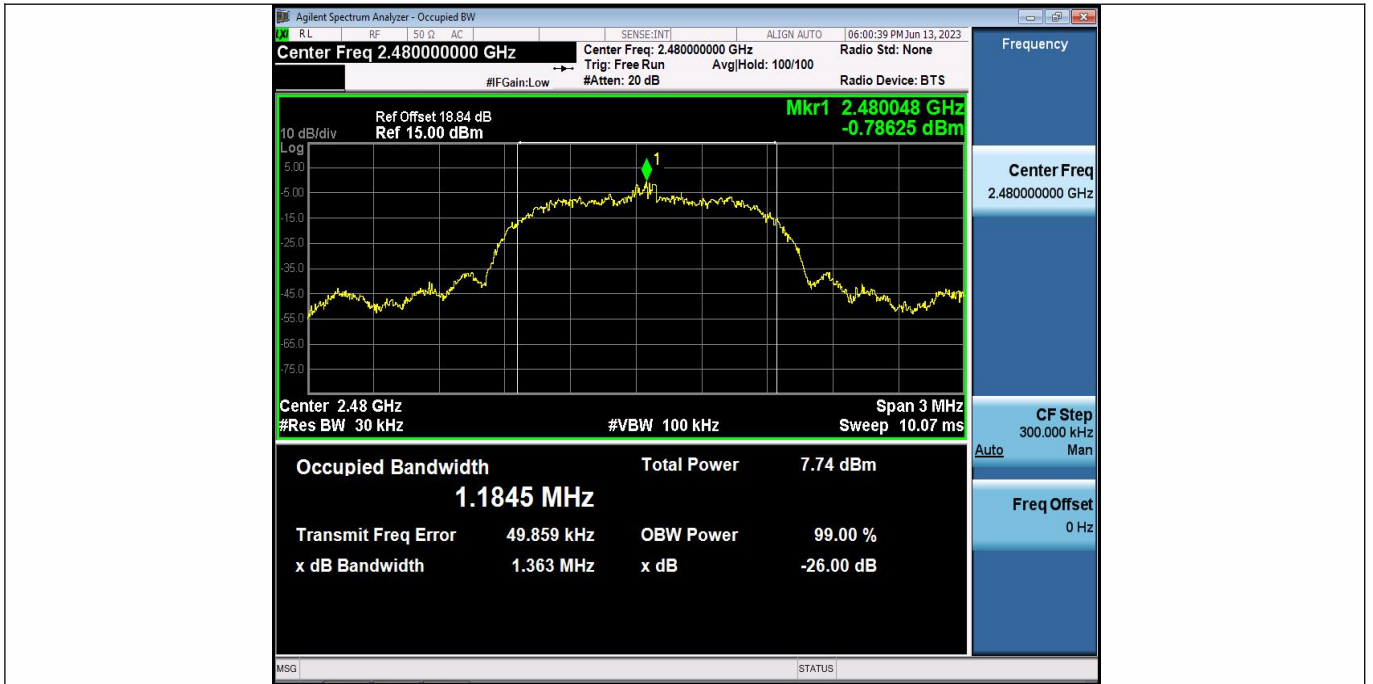 Agilent Spectrum Analyzer - Occupied BW
LXI RL RF 50 Ω AC SENSE:INT ALIGN AUTO 06:00:39 PM Jun 13, 2023
Center Freq 2.480000000 GHz
Center Freq: 2.480000000 GHz
Radio Std: None
Trig: Free Run Avg|Hold: 100/100
#IFGain:Low #Atten: 20 dB Radio Device: BTS
Frequency
Mkr1 2.480048 GHz
-0.78625 dBm
Ref Offset 18.84 dB
10 dB/div Ref 15.00 dBm
Log
1
5.00
-5.00
-15.0
-25.0
-35.0
-45.0
-55.0
-65.0
-75.0
Center 2.48 GHz Span 3 MHz
#Res BW 30 kHz #VBW 100 kHz Sweep 10.07 ms
Center Freq
2.480000000 GHz
CF Step
300.000 kHz
Auto Man
Freq Offset
0 Hz
Occupied Bandwidth Total Power 7.74 dBm
1.1845 MHz
Transmit Freq Error 49.859 kHz OBW Power 99.00 %
x dB Bandwidth 1.363 MHz x dB -26.00 dB
MSG STATUS